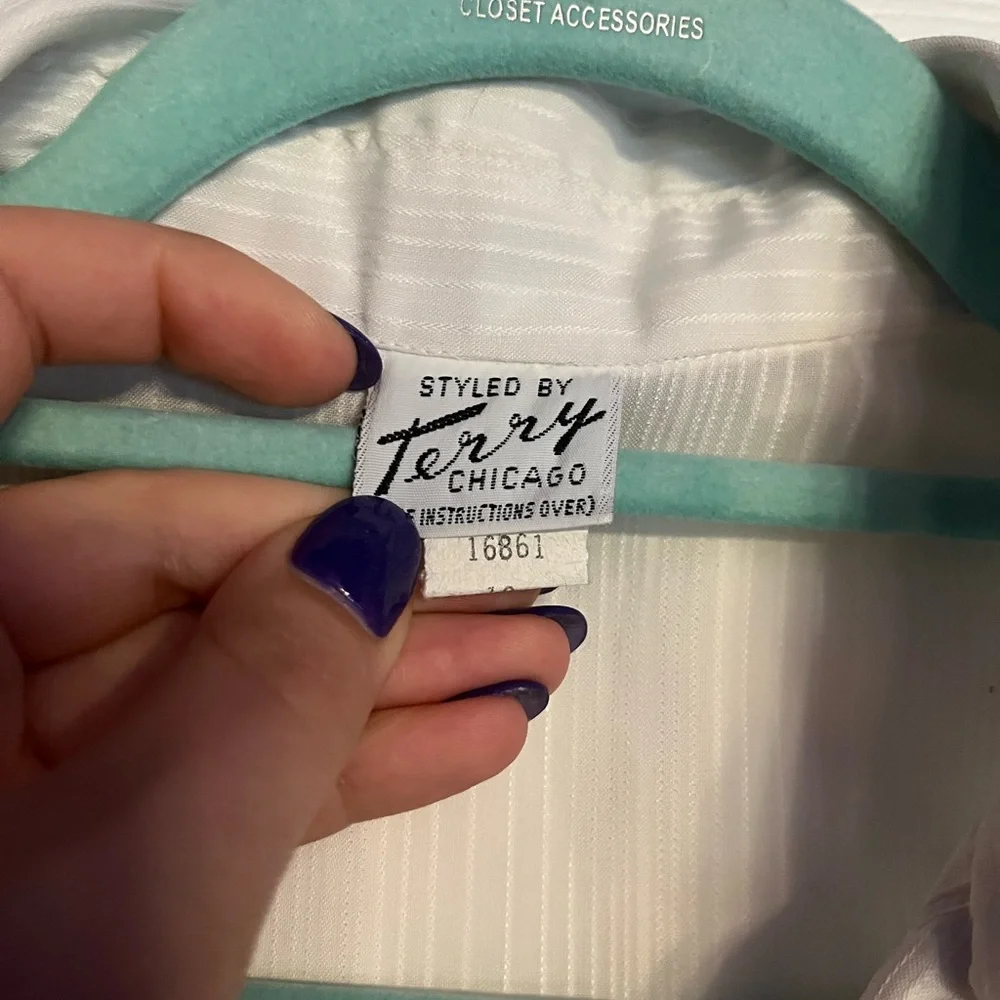 CLOSET ACCESSORIES
STYLED BY
Terry
CHICAGO
INSTRUCTIONS OVER)
16861